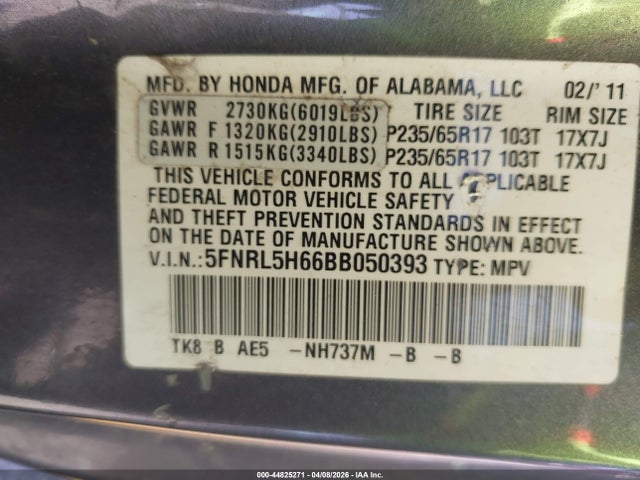 MFD. BY HONDA MFG. OF ALABAMA, LLC 02/'11
GVWR 2730KG(6019LBS) TIRE SIZE RIM SIZE
GAWR F 1320KG(2910LBS) P235/65R17 103T 17X7J
GAWR R 1515KG(3340LBS) P235/65R17 103T 17X7J
THIS VEHICLE CONFORMS TO ALL APPLICABLE
FEDERAL MOTOR VEHICLE SAFETY
AND THEFT PREVENTION STANDARDS IN EFFECT
ON THE DATE OF MANUFACTURE SHOWN ABOVE.
V.I.N.: 5FNRL5H66BB050393 TYPE: MPV
TK8 B AE5 -NH737M -B -B
000-44825271 - 04/08/2026 - IAA Inc.